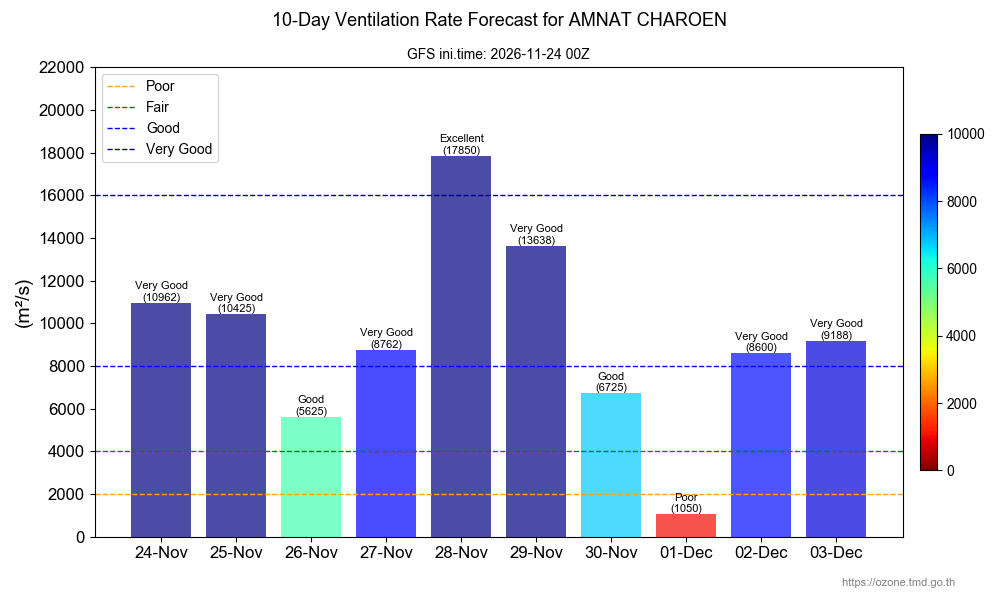 10-Day Ventilation Rate Forecast for AMNAT CHAROEN
GFS ini.time: 2026-11-24 00Z
(m²/s)
22000
20000
18000
16000
14000
12000
10000
8000
6000
4000
2000
0
Poor
Fair
Good
Very Good
Very Good
(10962)
Very Good
(10425)
Good
(5625)
Very Good
(8762)
Excellent
(17850)
Very Good
(13638)
Good
(6725)
Poor
(1050)
Very Good
(8600)
Very Good
(9188)
24-Nov
25-Nov
26-Nov
27-Nov
28-Nov
29-Nov
30-Nov
01-Dec
02-Dec
03-Dec
10000
8000
6000
4000
2000
0
https://ozone.tmd.go.th